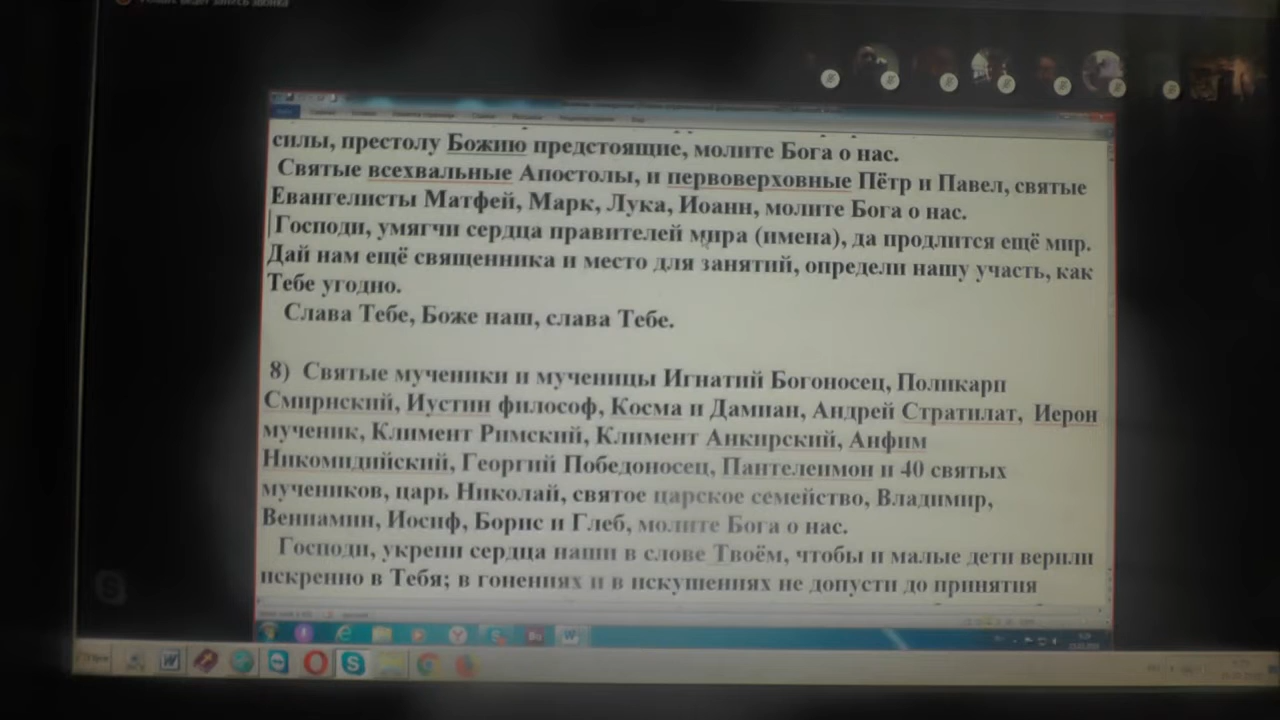 силы, престолу Божию предстоящие, молите Бога о нас.
Святые всехвальные Апостолы, и первоверховные Пётр и Павел, святые
Евангелисты Матфей, Марк, Лука, Иоанн, молите Бога о нас.
Господи, умягчи сердца правителей мира (имена), да продлится ещё мир.
Дай нам ещё священника и место для занятий, определи нашу участь, как
Тебе угодно.
Слава Тебе, Боже наш, слава Тебе.
8) Святые мученики и мученицы Игнатий Богоносец, Поликарп
Смирнский, Иустин философ, Косма и Дамиан, Андрей Стратилат, Иерон
мученик, Климент Римский, Климент Анкирский, Анфим
Никомидийский, Георгий Победоносец, Пантелеимон и 40 святых
мучеников, царь Николай, святое царское семейство, Владимир,
Вениамин, Иосиф, Борис и Глеб, молите Бога о нас.
Господи, укрепи сердца наши в слове Твоём, чтобы и малые дети верили
искренно в Тебя; в гонениях и в искушениях не допусти до принятия